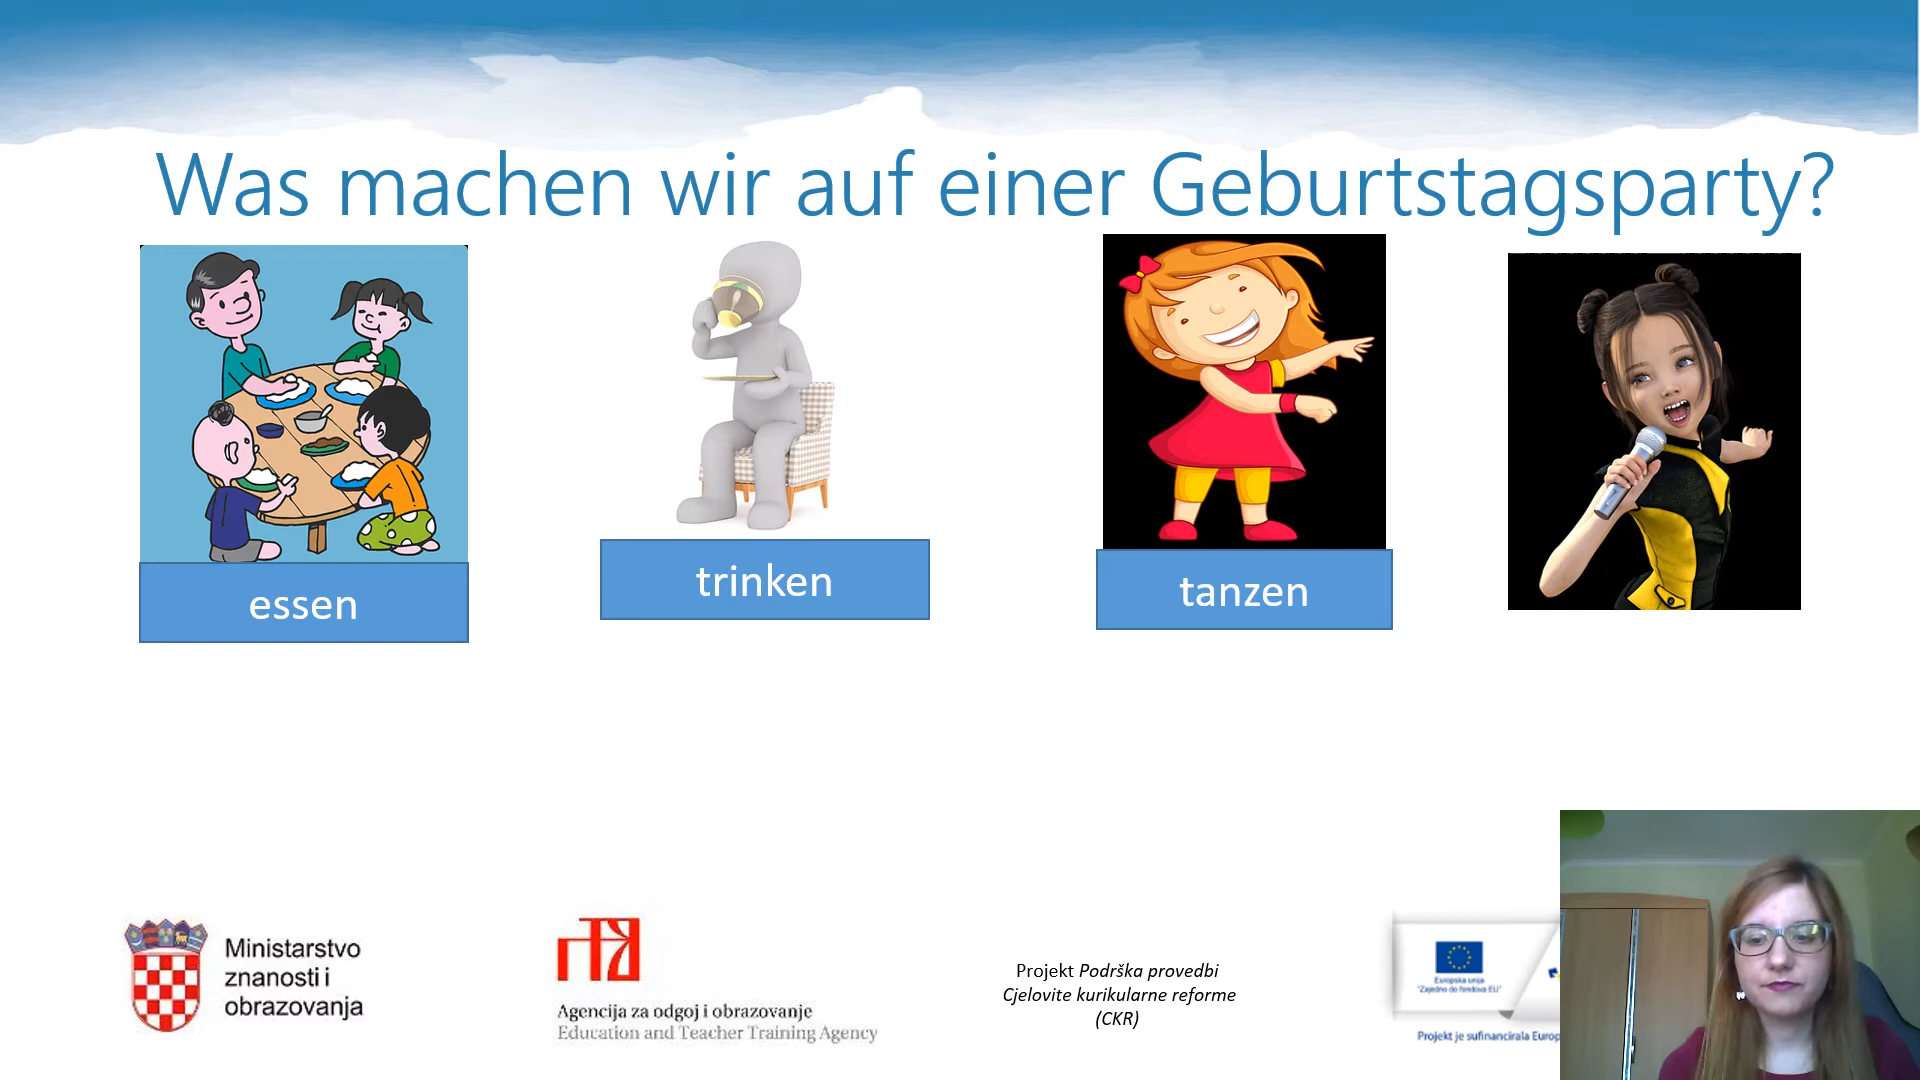 Was machen wir auf einer Geburtstagsparty?
essen
trinken
tanzen
Ministarstvo
znanosti i
obrazovanja
Agencija za odgoj i obrazovanje
Education and Teacher Training Agency
Projekt Podrška provedbi
Cjelovite kurikularne reforme
(CKR)
Europska unija
"Zajedno do fondova EU"
Projekt je sufinancirala Europ